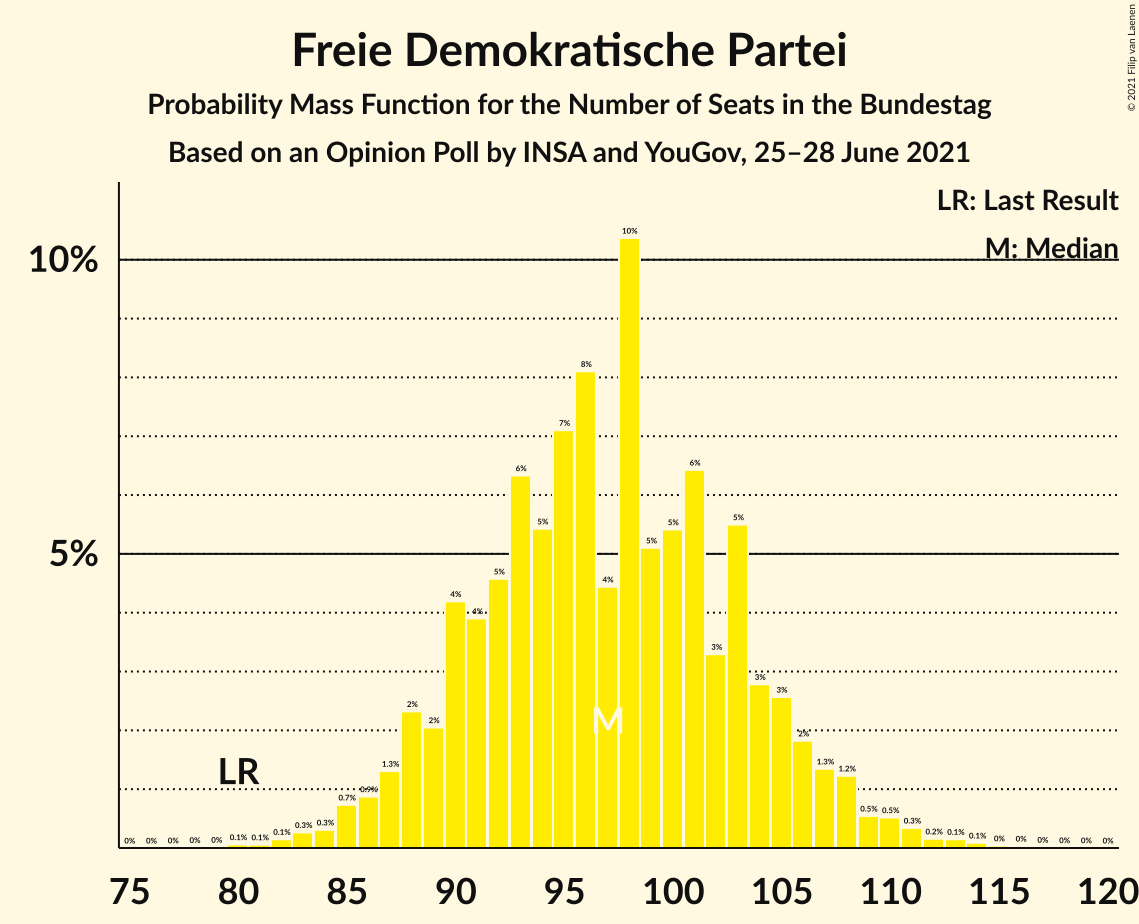 Freie Demokratische Partei
Probability Mass Function for the Number of Seats in the Bundestag
Based on an Opinion Poll by INSA and YouGov, 25–28 June 2021
© 2021 Filip van Laenen
LR: Last Result
M: Median
10%
5%
LR
M
0% 0% 0% 0% 0% 0.1% 0.1% 0.1% 0.3% 0.3% 0.7% 0.9% 1.3% 2% 2% 4% 4% 5% 6% 5% 7% 8% 4% 10% 5% 5% 6% 3% 5% 3% 3% 2% 1.3% 1.2% 0.5% 0.5% 0.3% 0.2% 0.1% 0.1% 0% 0% 0% 0% 0% 0%
75 80 85 90 95 100 105 110 115 120